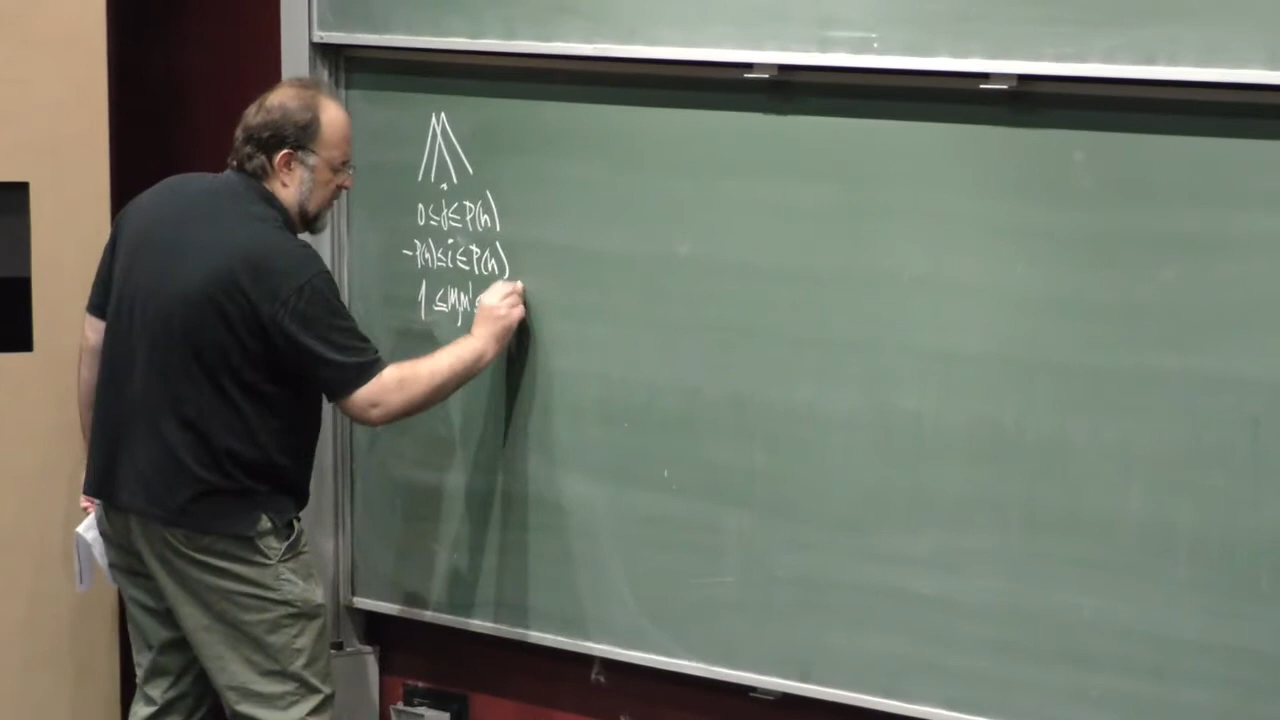 ⋀⋀
0 ≤ j ≤ P(n)
-P(n) ≤ i ≤ P(n)
1 ≤ m,m' ≤